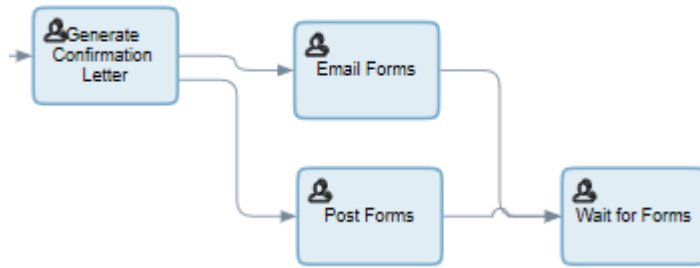 Generate
Confirmation
Letter
Email Forms
Post Forms
Wait for Forms